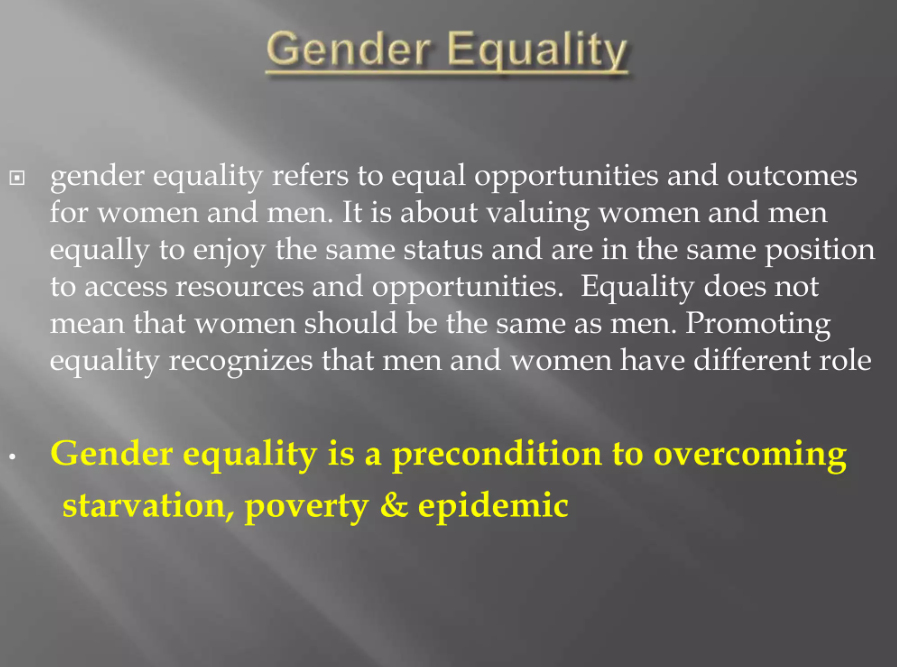 Gender Equality
gender equality refers to equal opportunities and outcomes
for women and men. It is about valuing women and men
equally to enjoy the same status and are in the same position
to access resources and opportunities.  Equality does not
mean that women should be the same as men. Promoting
equality recognizes that men and women have different role
Gender equality is a precondition to overcoming
starvation, poverty & epidemic